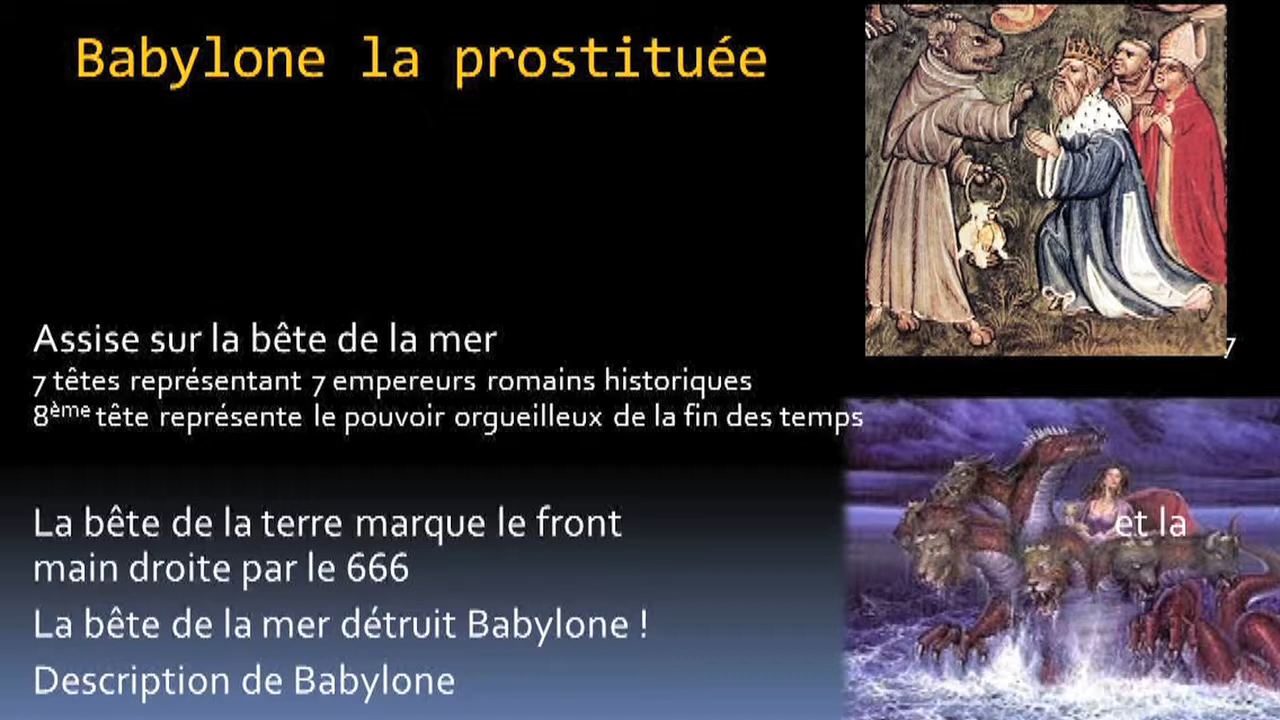 Babylone la prostituée
Assise sur la bête de la mer
7
7 têtes représentant 7 empereurs romains historiques
8ème tête représente le pouvoir orgueilleux de la fin des temps
La bête de la terre marque le front et la
main droite par le 666
La bête de la mer détruit Babylone !
Description de Babylone